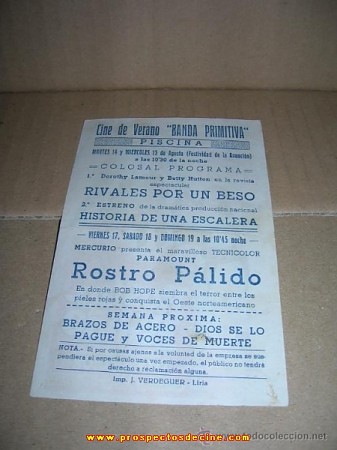 Cine de Verano "BANDA PRIMITIVA"
PISCINA
MARTES 14 y MIERCOLES 15 de Agosto (Festividad de la Asunción)
a las 10'30 de la noche
COLOSAL PROGRAMA
1.º Dorothy Lamour y Betty Hutton en la revista
espectacular
RIVALES POR UN BESO
2.º ESTRENO de la dramática producción nacional
HISTORIA DE UNA ESCALERA
VIERNES 17, SABADO 18 y DOMINGO 19 a las 10'45 noche
MERCURIO presenta el maravilloso TECNICOLOR
PARAMOUNT
Rostro Pálido
En donde BOB HOPE siembra el terror entre los
pieles rojas y conquista el Oeste norteamericano
SEMANA PROXIMA:
BRAZOS DE ACERO - DIOS SE LO
PAGUE y VOCES DE MUERTE
NOTA.- Si por causas ajenas a la voluntad de la empresa se sus-
pendiera el espectáculo una vez empezado, el público no tendrá
derecho a reclamación alguna.
Imp. J. VERDEGUER - Liria
www.prospectosdecine.com
todocoleccion.net